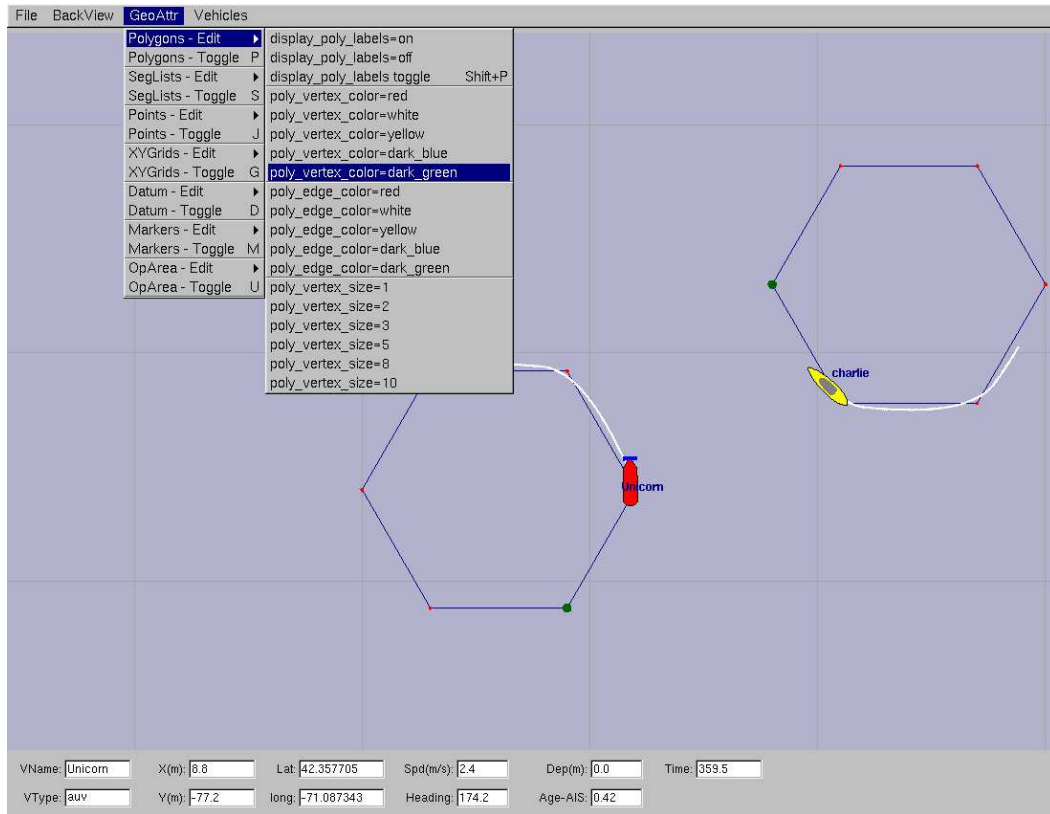 File BackView GeoAttr Vehicles
Polygons - Edit
Polygons - Toggle P
SegLists - Edit
SegLists - Toggle S
Points - Edit
Points - Toggle J
XYGrids - Edit
XYGrids - Toggle G
Datum - Edit
Datum - Toggle D
Markers - Edit
Markers - Toggle M
OpArea - Edit
OpArea - Toggle U
display_poly_labels=on
display_poly_labels=off
display_poly_labels toggle Shift+P
poly_vertex_color=red
poly_vertex_color=white
poly_vertex_color=yellow
poly_vertex_color=dark_blue
poly_vertex_color=dark_green
poly_edge_color=red
poly_edge_color=white
poly_edge_color=yellow
poly_edge_color=dark_blue
poly_edge_color=dark_green
poly_vertex_size=1
poly_vertex_size=2
poly_vertex_size=3
poly_vertex_size=5
poly_vertex_size=8
poly_vertex_size=10
charlie
Unicorn
VName: Unicorn X(m): 8.8 Lat: 42.357705 Spd(m/s): 2.4 Dep(m): 0.0 Time: 359.5
VType: auv Y(m): -77.2 long: -71.087343 Heading: 174.2 Age-AIS: 0.42